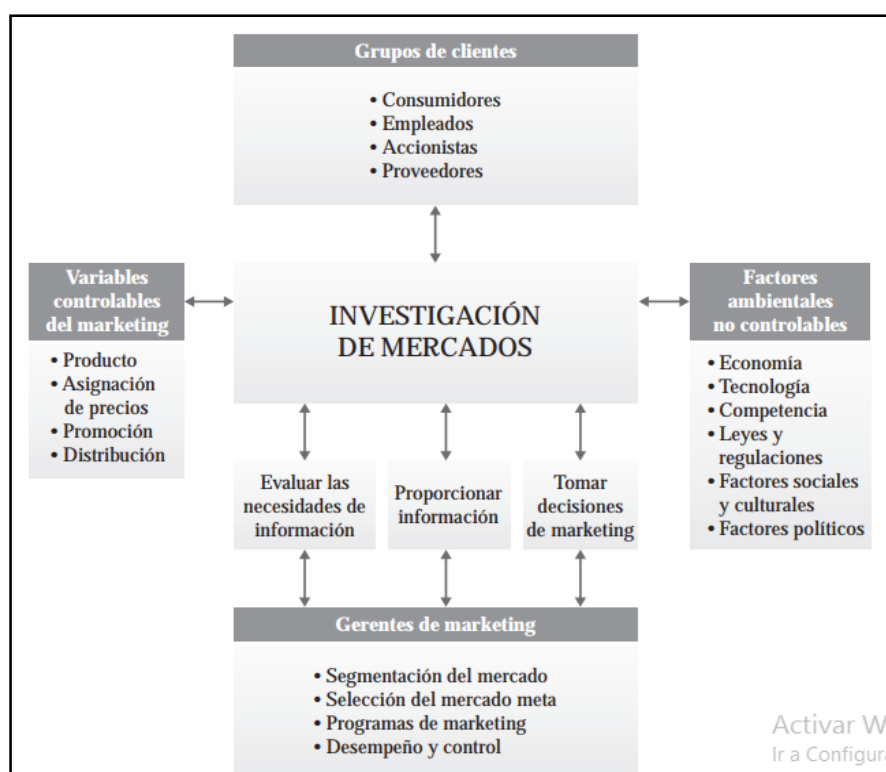 Grupos de clientes
• Consumidores
• Empleados
• Accionistas
• Proveedores
Variables
controlables
del marketing
• Producto
• Asignación
de precios
• Promoción
• Distribución
INVESTIGACIÓN
DE MERCADOS
Factores
ambientales
no controlables
• Economía
• Tecnología
• Competencia
• Leyes y
regulaciones
• Factores sociales
y culturales
• Factores políticos
Evaluar las
necesidades de
información
Proporcionar
información
Tomar
decisiones
de marketing
Gerentes de marketing
• Segmentación del mercado
• Selección del mercado meta
• Programas de marketing
• Desempeño y control
Activar W
Ir a Configura